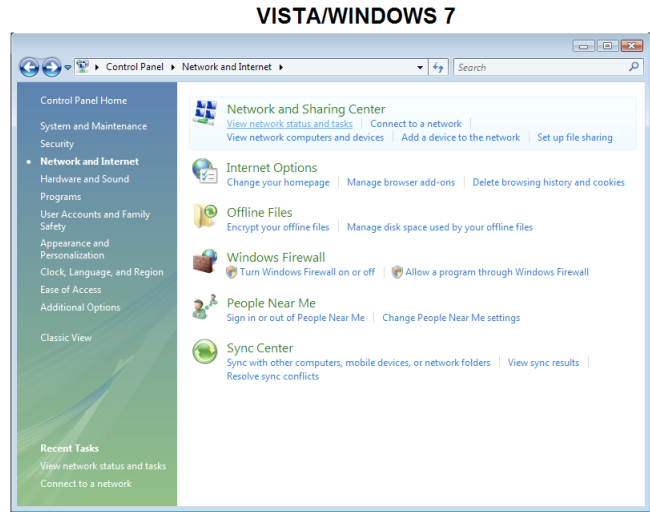 VISTA/WINDOWS 7
Control Panel
Network and Internet
Search
Control Panel Home
System and Maintenance
Security
Network and Internet
Hardware and Sound
Programs
User Accounts and Family
Safety
Appearance and
Personalization
Clock, Language, and Region
Ease of Access
Additional Options
Classic View
Recent Tasks
View network status and tasks
Connect to a network
Network and Sharing Center
View network status and tasks Connect to a network
View network computers and devices Add a device to the network Set up file sharing
Internet Options
Change your homepage Manage browser add-ons Delete browsing history and cookies
Offline Files
Encrypt your offline files Manage disk space used by your offline files
Windows Firewall
Turn Windows Firewall on or off Allow a program through Windows Firewall
People Near Me
Sign in or out of People Near Me Change People Near Me settings
Sync Center
Sync with other computers, mobile devices, or network folders View sync results
Resolve sync conflicts